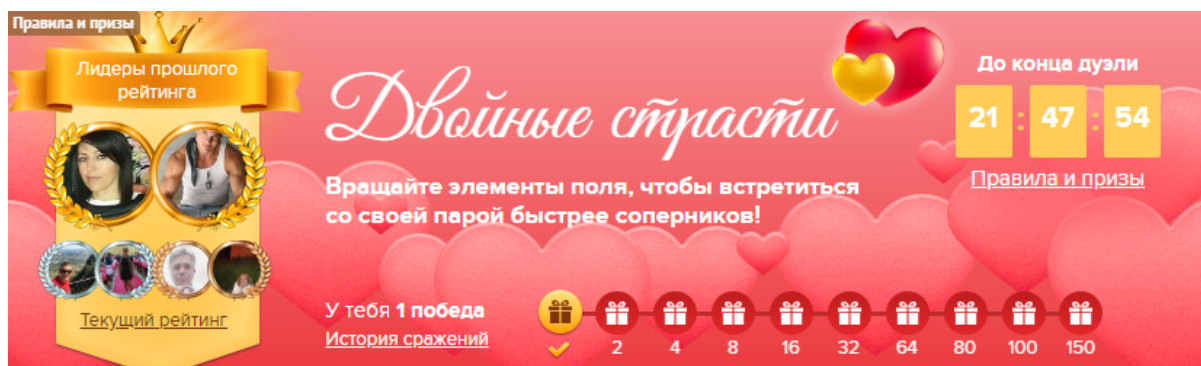 Правила и призы
Лидеры прошлого
рейтинга
Текущий рейтинг
Двойные страсти
Вращайте элементы поля, чтобы встретиться
со своей парой быстрее соперников!
До конца дуэли
21 : 47 : 54
Правила и призы
У тебя 1 победа
История сражений
2 4 8 16 32 64 80 100 150